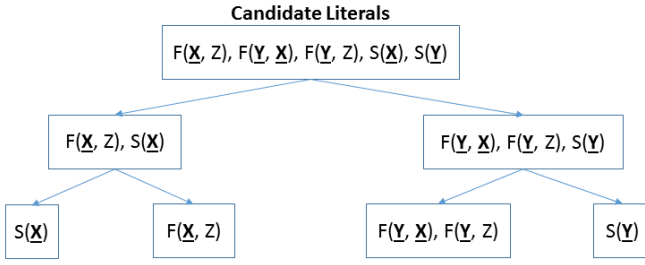 Candidate Literals
F(X, Z), F(Y, X), F(Y, Z), S(X), S(Y)
F(X, Z), S(X)
F(Y, X), F(Y, Z), S(Y)
S(X)
F(X, Z)
F(Y, X), F(Y, Z)
S(Y)